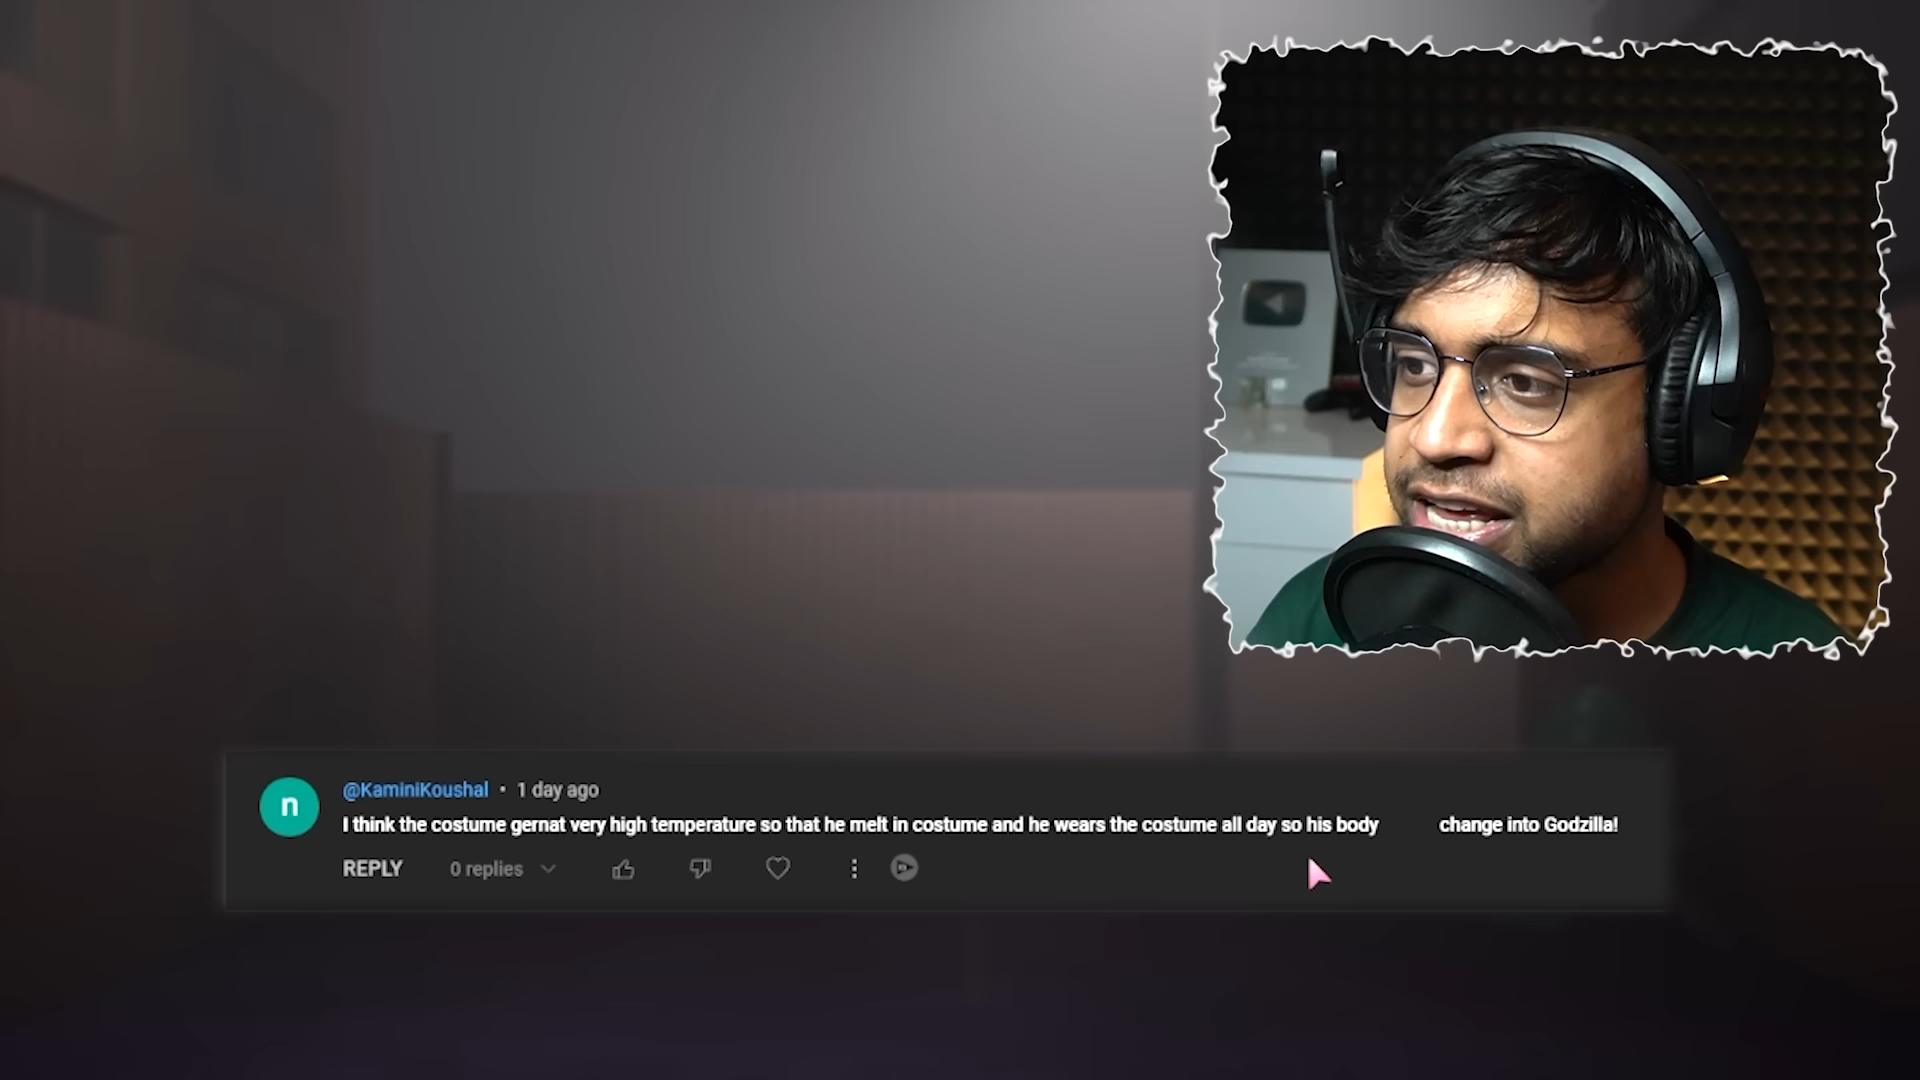 n
@KaminiKoushal • 1 day ago
I think the costume gernat very high temperature so that he melt in costume and he wears the costume all day so his body change into Godzilla!
REPLY 0 replies